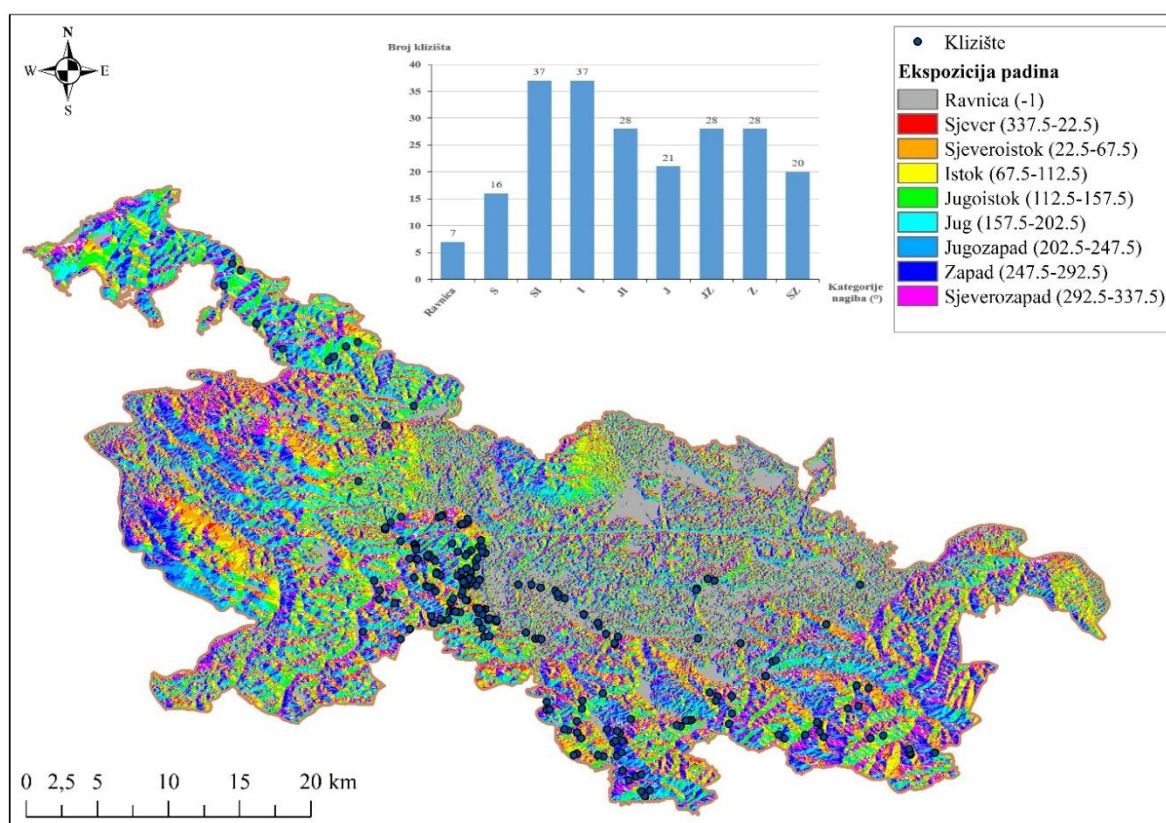 N
W E
S
Broj klizišta
40
35
30
25
20
15
10
5
0
7
16
37
37
28
21
28
28
20
Ravnica
S
SI
I
JI
J
JZ
Z
SZ
Kategorije
nagiba (°)
Klizište
Ekspozicija padina
Ravnica (-1)
Sjever (337.5-22.5)
Sjeveroistok (22.5-67.5)
Istok (67.5-112.5)
Jugoistok (112.5-157.5)
Jug (157.5-202.5)
Jugozapad (202.5-247.5)
Zapad (247.5-292.5)
Sjeverozapad (292.5-337.5)
0 2,5 5 10 15 20 km